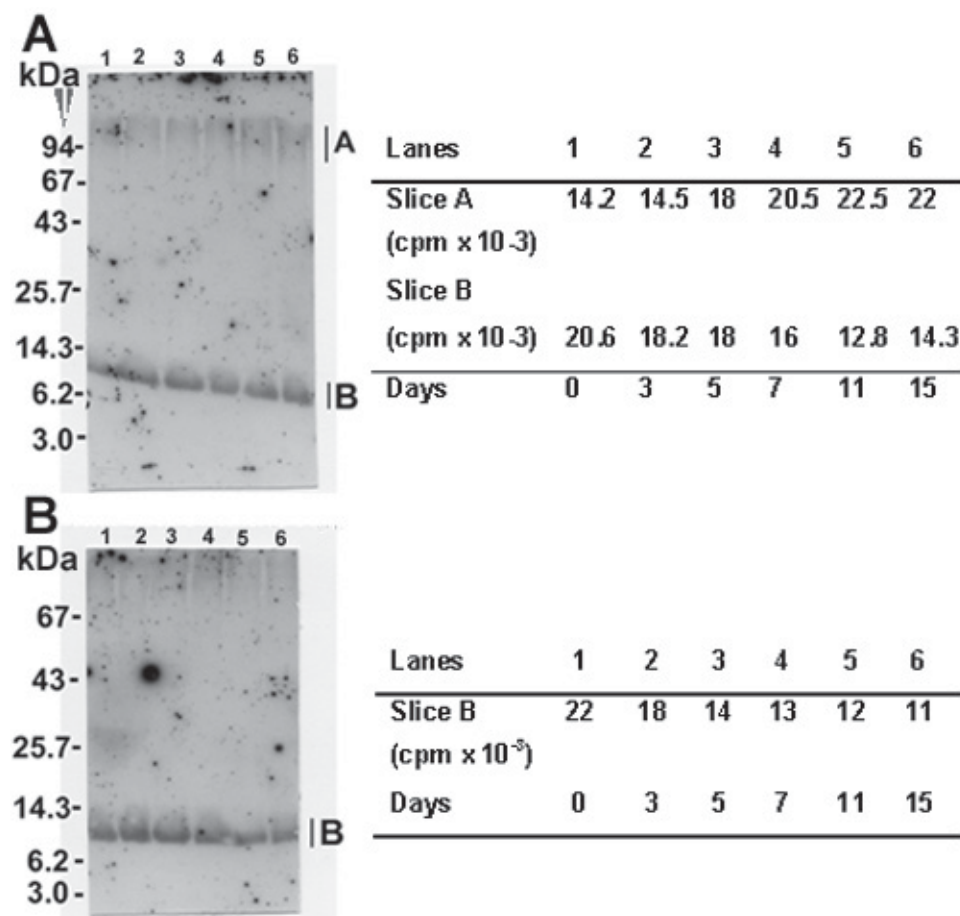 A
1 2 3 4 5 6
kDa
94-
67-
43-
25.7-
14.3-
6.2-
3.0-
A
B
Lanes 1 2 3 4 5 6
Slice A 14.2 14.5 18 20.5 22.5 22
(cpm x 10-3)
Slice B
(cpm x 10-3) 20.6 18.2 18 16 12.8 14.3
Days 0 3 5 7 11 15
B
1 2 3 4 5 6
kDa
67-
43-
25.7-
14.3-
6.2-
3.0-
B
Lanes 1 2 3 4 5 6
Slice B 22 18 14 13 12 11
(cpm x 10⁻³)
Days 0 3 5 7 11 15